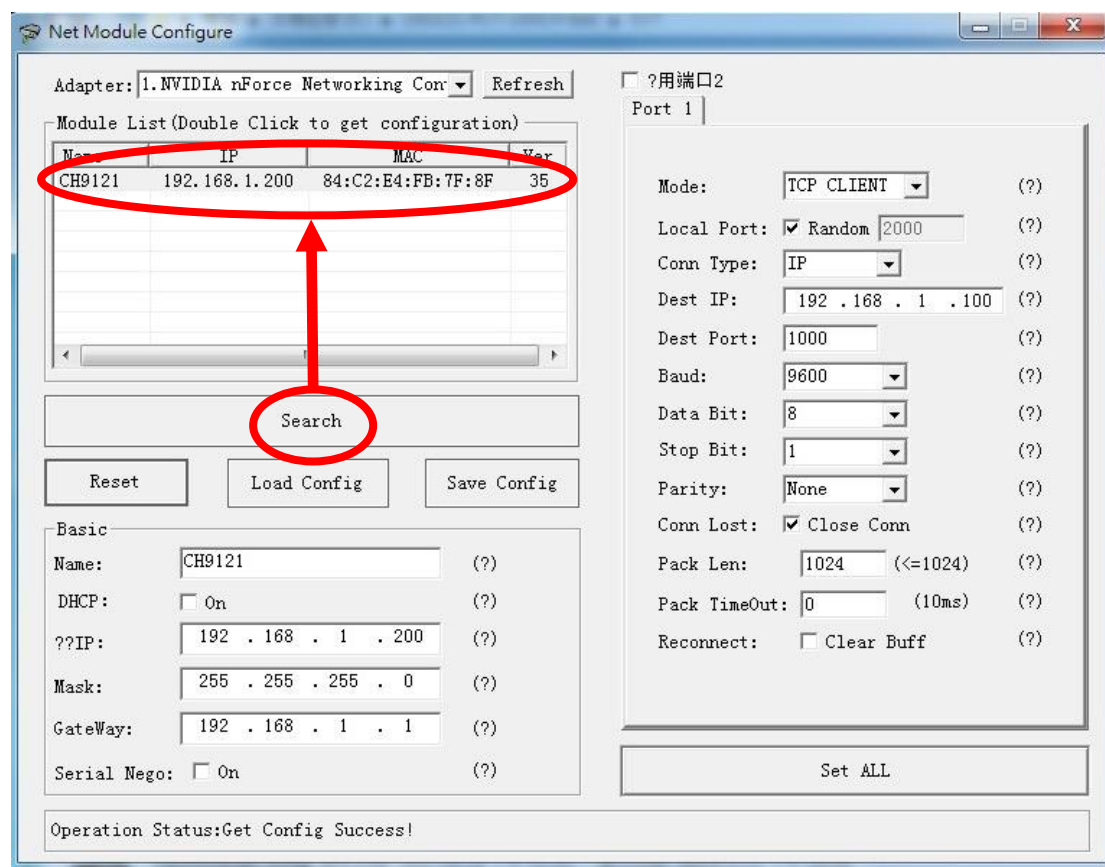 Net Module Configure
Adapter: 1.NVIDIA nForce Networking Con Refresh
Module List(Double Click to get configuration)
Name IP MAC Ver
CH9121 192.168.1.200 84:C2:E4:FB:7F:8F 35
Search
Reset Load Config Save Config
Basic
Name: CH9121 (?)
DHCP: On (?)
??IP: 192 . 168 . 1 . 200 (?)
Mask: 255 . 255 . 255 . 0 (?)
GateWay: 192 . 168 . 1 . 1 (?)
Serial Nego: On (?)
?用端口2
Port 1
Mode: TCP CLIENT (?)
Local Port: Random 2000 (?)
Conn Type: IP (?)
Dest IP: 192 . 168 . 1 . 100 (?)
Dest Port: 1000 (?)
Baud: 9600 (?)
Data Bit: 8 (?)
Stop Bit: 1 (?)
Parity: None (?)
Conn Lost: Close Conn (?)
Pack Len: 1024 (<=1024) (?)
Pack TimeOut: 0 (10ms) (?)
Reconnect: Clear Buff (?)
Set ALL
Operation Status:Get Config Success!